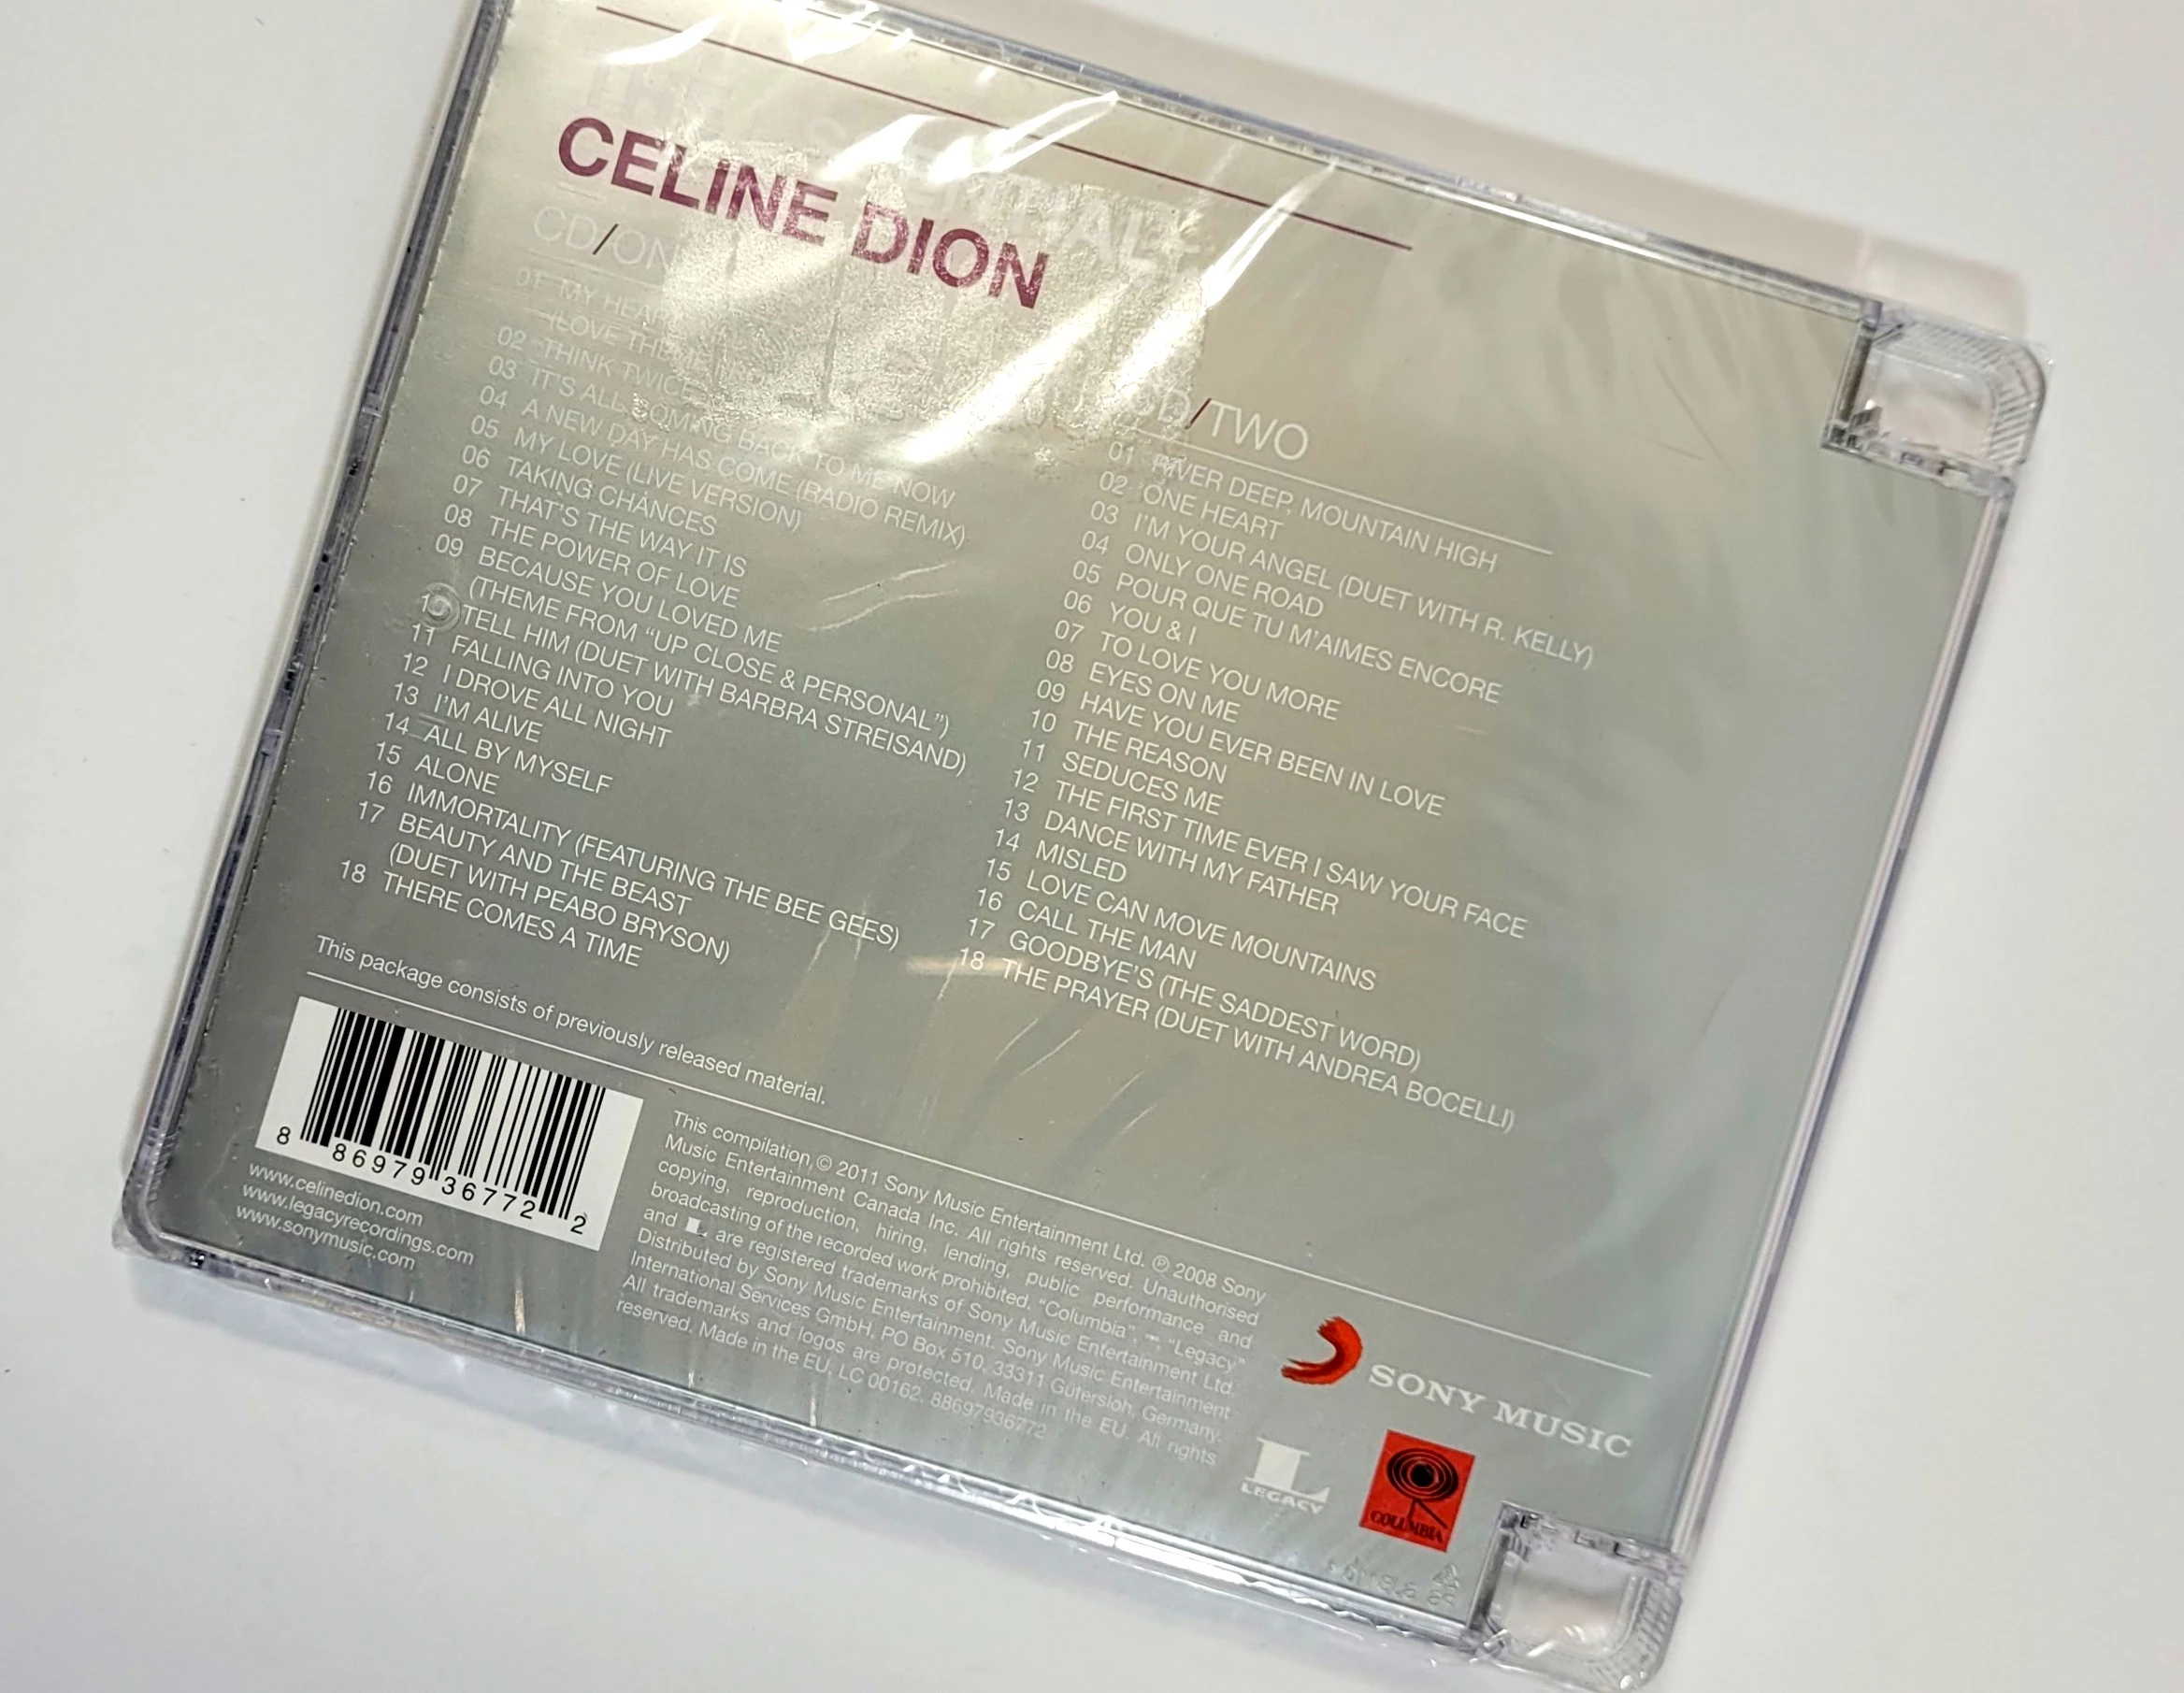 THE ESSENTIAL
CELINE DION
CD/ON
01 MY HEAR
(LOVE THEME
02 THINK TWICE
03 IT'S ALL COMING BACK TO ME NOW
04 A NEW DAY HAS COME (RADIO REMIX)
05 MY LOVE (LIVE VERSION)
06 TAKING CHANCES
07 THAT'S THE WAY IT IS
08 THE POWER OF LOVE
09 BECAUSE YOU LOVED ME
(THEME FROM “UP CLOSE & PERSONAL”)
10 TELL HIM (DUET WITH BARBRA STREISAND)
11 FALLING INTO YOU
12 I DROVE ALL NIGHT
13 I'M ALIVE
14 ALL BY MYSELF
15 ALONE
16 IMMORTALITY (FEATURING THE BEE GEES)
17 BEAUTY AND THE BEAST
(DUET WITH PEABO BRYSON)
18 THERE COMES A TIME
CD/TWO
01 RIVER DEEP, MOUNTAIN HIGH
02 ONE HEART
03 I'M YOUR ANGEL (DUET WITH R. KELLY)
04 ONLY ONE ROAD
05 POUR QUE TU M'AIMES ENCORE
06 YOU & I
07 TO LOVE YOU MORE
08 EYES ON ME
09 HAVE YOU EVER BEEN IN LOVE
10 THE REASON
11 SEDUCES ME
12 THE FIRST TIME EVER I SAW YOUR FACE
13 DANCE WITH MY FATHER
14 MISLED
15 LOVE CAN MOVE MOUNTAINS
16 CALL THE MAN
17 GOODBYE'S (THE SADDEST WORD)
18 THE PRAYER (DUET WITH ANDREA BOCELLI)
This package consists of previously released material.
8 86979 36772 2
www.celinedion.com
www.legacyrecordings.com
www.sonymusic.com
This compilation © 2011 Sony Music Entertainment Ltd. ℗ 2008 Sony
Music Entertainment Canada Inc. All rights reserved. Unauthorised
copying, reproduction, hiring, lending, public performance and
broadcasting of the recorded work prohibited. “Columbia”, “Legacy”
and L are registered trademarks of Sony Music Entertainment Ltd.
Distributed by Sony Music Entertainment. Sony Music Entertainment
International Services GmbH, PO Box 510, 33311 Gütersloh, Germany.
All trademarks and logos are protected. Made in the EU. All rights
reserved. Made in the EU. LC 00162. 88697936772
SONY MUSIC
L
LEGACY
COLUMBIA